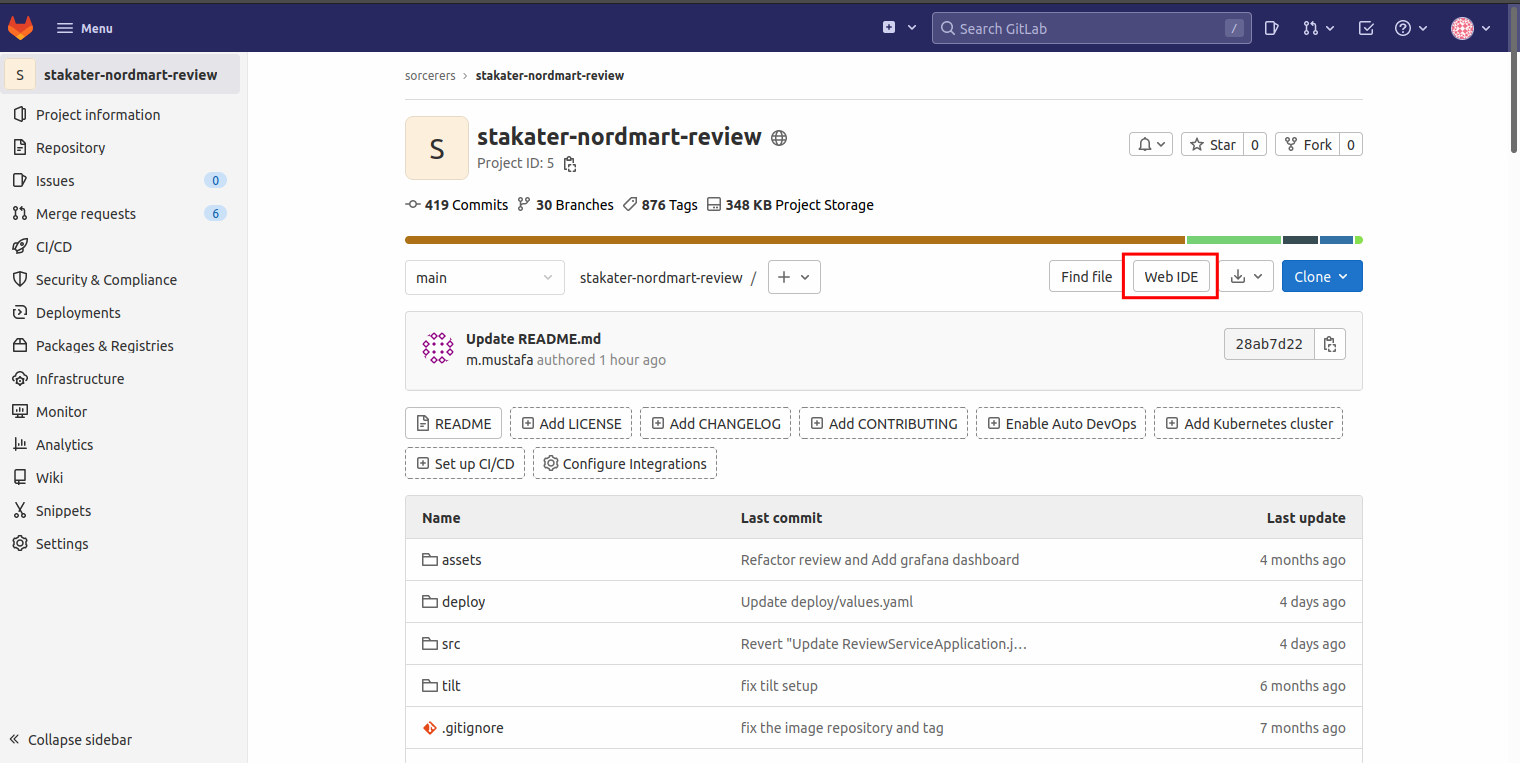 Menu
Search GitLab /
S stakater-nordmart-review
Project information
Repository
Issues 0
Merge requests 6
CI/CD
Security & Compliance
Deployments
Packages & Registries
Infrastructure
Monitor
Analytics
Wiki
Snippets
Settings
Collapse sidebar
sorcerers › stakater-nordmart-review
S
stakater-nordmart-review
Project ID: 5
Star 0 Fork 0
419 Commits 30 Branches 876 Tags 348 KB Project Storage
main stakater-nordmart-review / Find file Web IDE Clone
Update README.md
m.mustafa authored 1 hour ago
28ab7d22
README Add LICENSE Add CHANGELOG Add CONTRIBUTING Enable Auto DevOps Add Kubernetes cluster
Set up CI/CD Configure Integrations
Name Last commit Last update
assets Refactor review and Add grafana dashboard 4 months ago
deploy Update deploy/values.yaml 4 days ago
src Revert "Update ReviewServiceApplication.j… 4 days ago
tilt fix tilt setup 6 months ago
.gitignore fix the image repository and tag 7 months ago